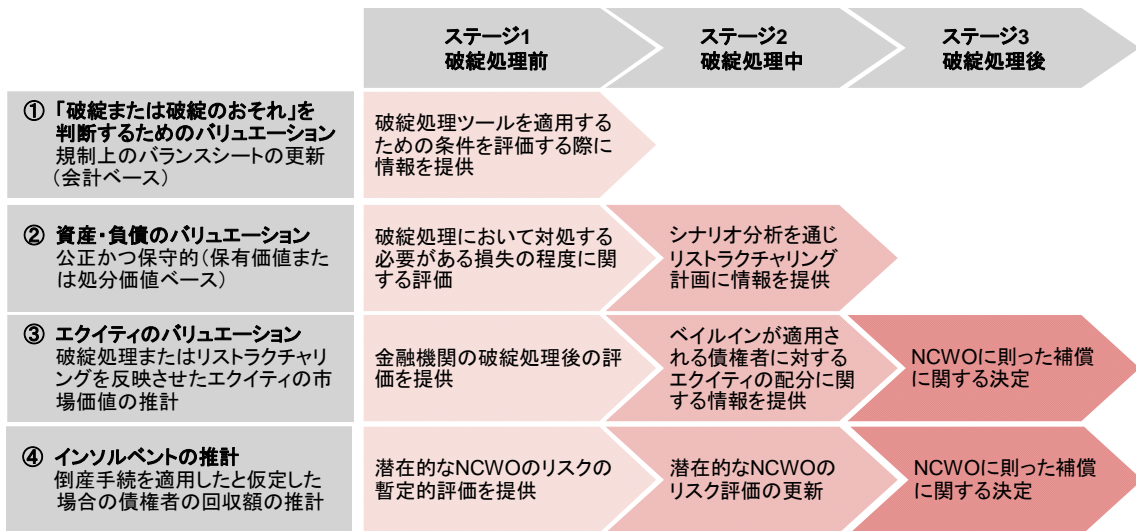 ステージ1
破綻処理前
ステージ2
破綻処理中
ステージ3
破綻処理後
① 「破綻または破綻のおそれ」を
判断するためのバリュエーション
規制上のバランスシートの更新
(会計ベース)
破綻処理ツールを適用する
ための条件を評価する際に
情報を提供
② 資産・負債のバリュエーション
公正かつ保守的(保有価値また
は処分価値ベース)
破綻処理において対処する
必要がある損失の程度に関
する評価
シナリオ分析を通じ
リストラクチャリング
計画に情報を提供
③ エクイティのバリュエーション
破綻処理またはリストラクチャリ
ングを反映させたエクイティの市
場価値の推計
金融機関の破綻処理後の評
価を提供
ベイルインが適用さ
れる債権者に対する
エクイティの配分に関
する情報を提供
NCWOに則った補償
に関する決定
④ インソルベントの推計
倒産手続を適用したと仮定した
場合の債権者の回収額の推計
潜在的なNCWOのリスクの
暫定的評価を提供
潜在的なNCWOの
リスク評価の更新
NCWOに則った補償
に関する決定